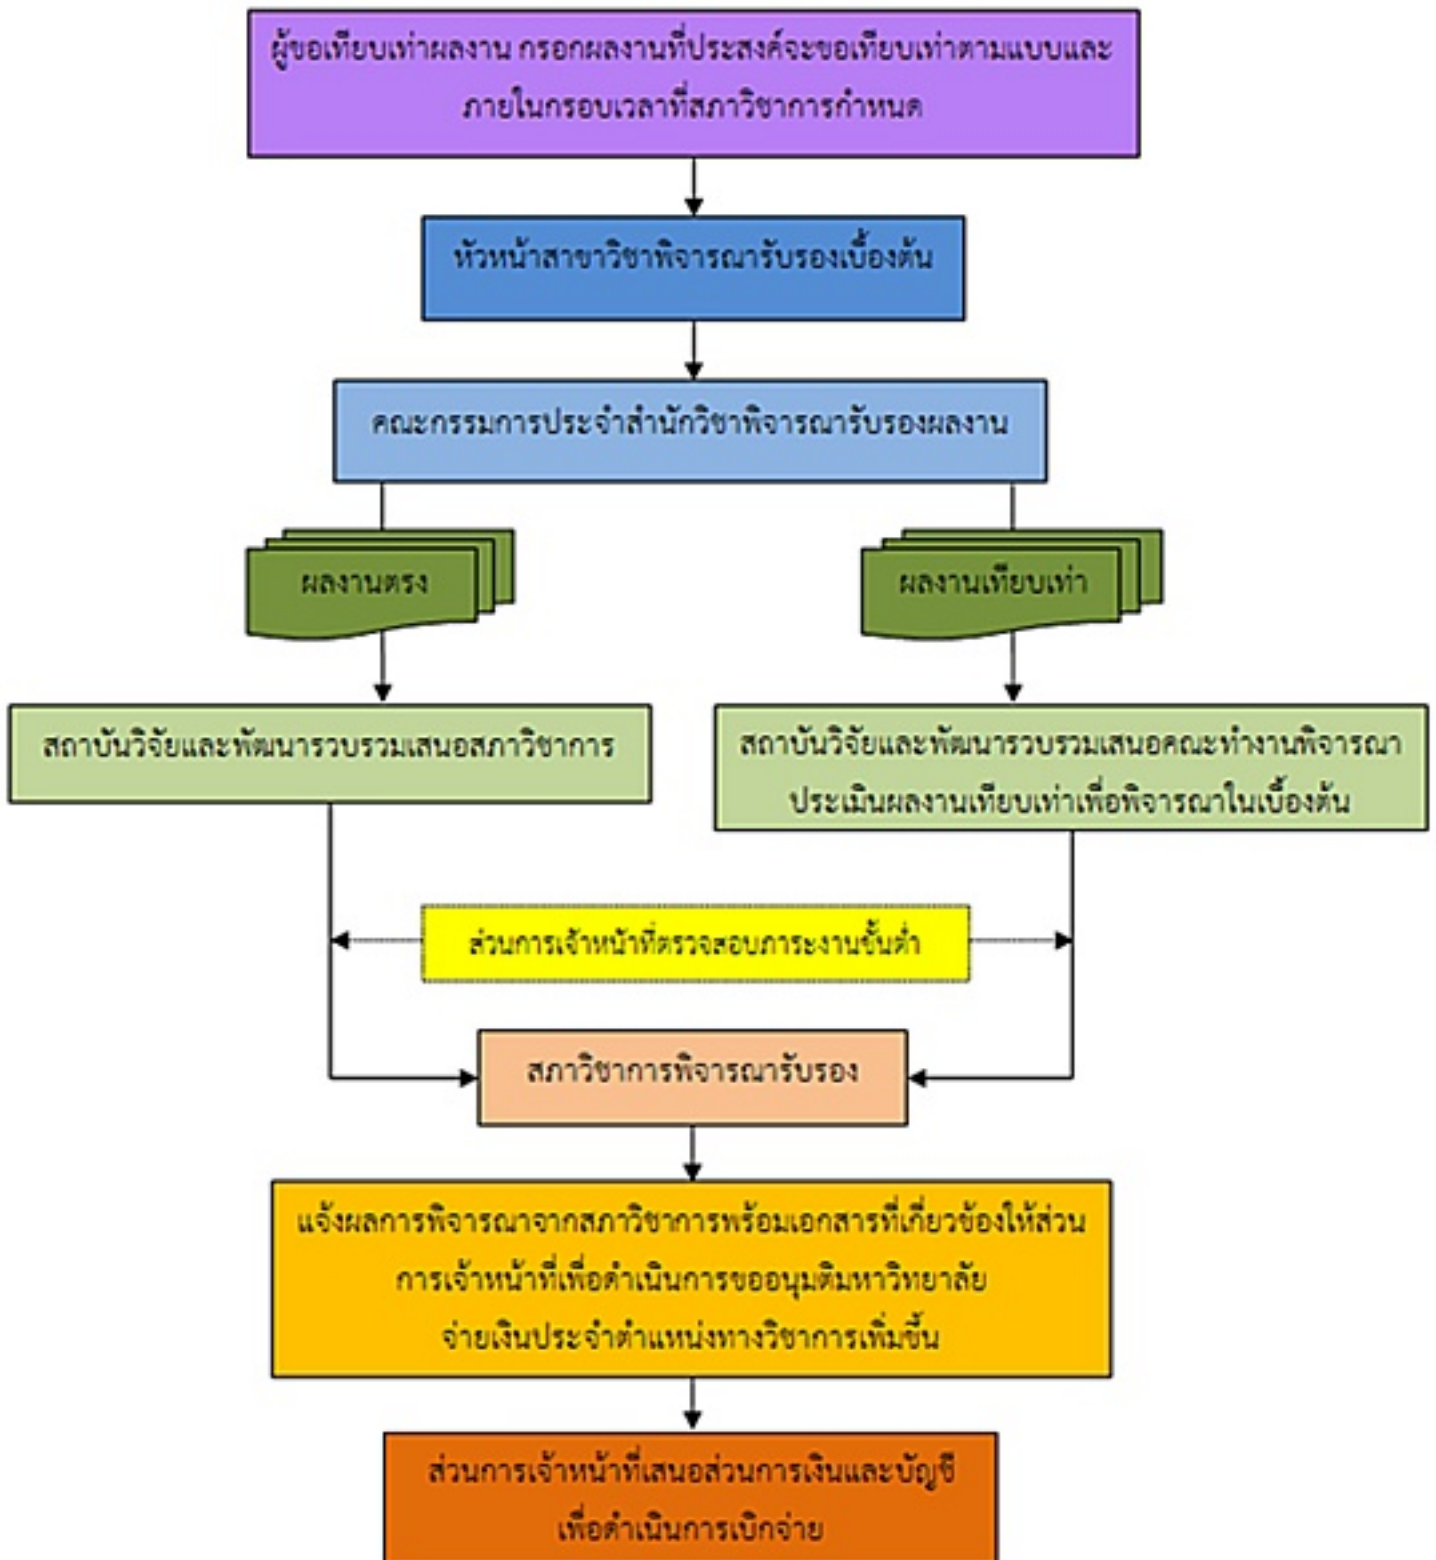 ผู้ขอเทียบเท่าผลงาน กรอกผลงานที่ประสงค์จะขอเทียบเท่าตามแบบและ
ภายในกรอบเวลาที่สภาวิชาการกำหนด
หัวหน้าสาขาวิชาพิจารณารับรองเบื้องต้น
คณะกรรมการประจำสำนักวิชาพิจารณารับรองผลงาน
ผลงานตรง
ผลงานเทียบเท่า
สถาบันวิจัยและพัฒนารวบรวมเสนอสภาวิชาการ
สถาบันวิจัยและพัฒนารวบรวมเสนอคณะทำงานพิจารณา
ประเมินผลงานเทียบเท่าเพื่อพิจารณาในเบื้องต้น
ส่วนการเจ้าหน้าที่ตรวจสอบภาระงานขั้นต่ำ
สภาวิชาการพิจารณารับรอง
แจ้งผลการพิจารณาจากสภาวิชาการพร้อมเอกสารที่เกี่ยวข้องให้ส่วน
การเจ้าหน้าที่เพื่อดำเนินการขออนุมติมหาวิทยาลัย
จ่ายเงินประจำตำแหน่งทางวิชาการเพิ่มขึ้น
ส่วนการเจ้าหน้าที่เสนอส่วนการเงินและบัญชี
เพื่อดำเนินการเบิกจ่าย